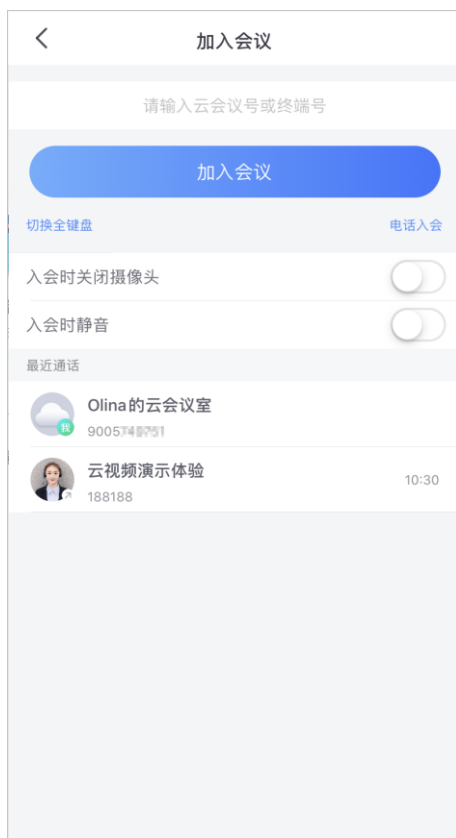 加入会议
请输入云会议号或终端号
加入会议
切换全键盘 电话入会
入会时关闭摄像头
入会时静音
最近通话
Olina的云会议室
我
9005
云视频演示体验
10:30
188188